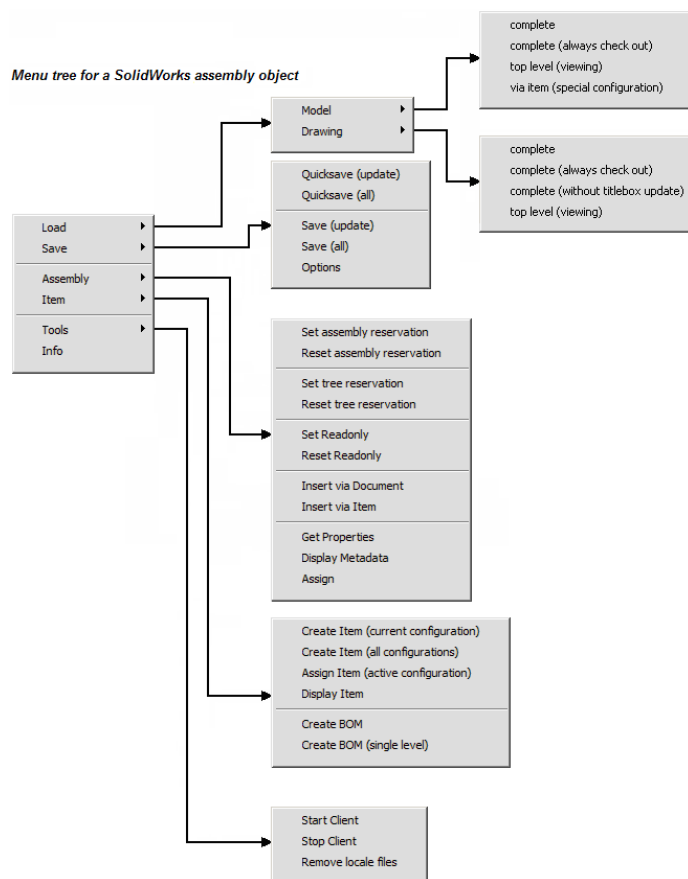 Menu tree for a SolidWorks assembly object
Load
Save
Assembly
Item
Tools
Info
Model
Drawing
complete
complete (always check out)
top level (viewing)
via item (special configuration)
complete
complete (always check out)
complete (without titlebox update)
top level (viewing)
Quicksave (update)
Quicksave (all)
Save (update)
Save (all)
Options
Set assembly reservation
Reset assembly reservation
Set tree reservation
Reset tree reservation
Set Readonly
Reset Readonly
Insert via Document
Insert via Item
Get Properties
Display Metadata
Assign
Create Item (current configuration)
Create Item (all configurations)
Assign Item (active configuration)
Display Item
Create BOM
Create BOM (single level)
Start Client
Stop Client
Remove locale files